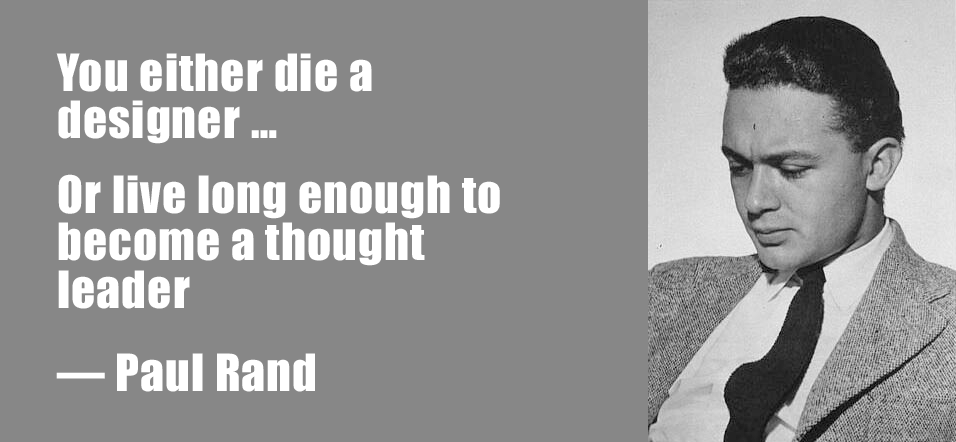 You either die a
designer ...
Or live long enough to
become a thought
leader
— Paul Rand